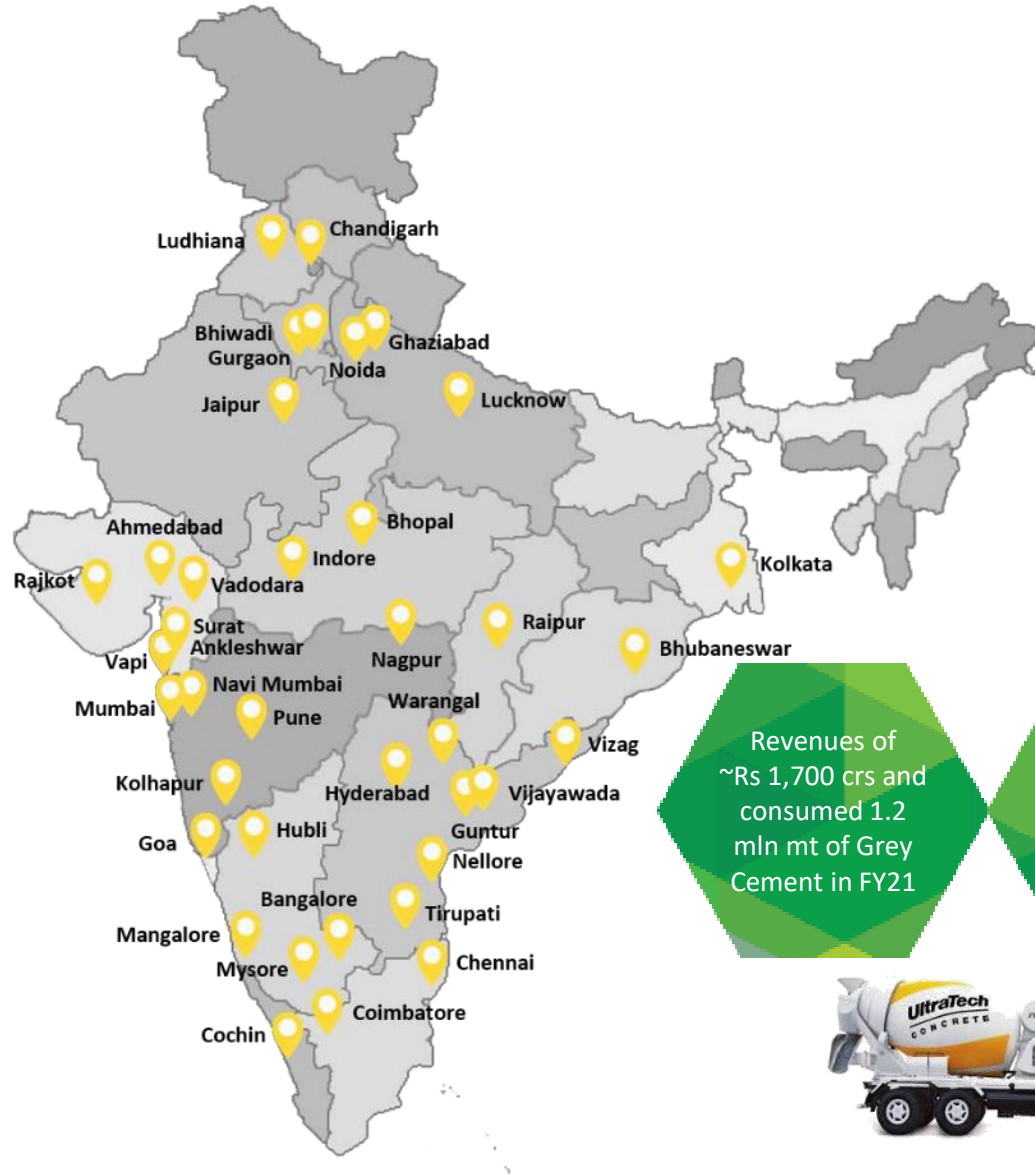 Ludhiana
Chandigarh
Bhiwadi
Gurgaon
Ghaziabad
Noida
Jaipur
Lucknow
Ahmedabad
Bhopal
Indore
Rajkot
Vadodara
Kolkata
Surat
Ankleshwar
Vapi
Raipur
Nagpur
Bhubaneswar
Navi Mumbai
Mumbai
Pune
Warangal
Vizag
Kolhapur
Hyderabad
Vijayawada
Guntur
Goa
Hubli
Nellore
Bangalore
Tirupati
Mangalore
Mysore
Chennai
Coimbatore
Cochin
Revenues of
~Rs 1,700 crs and
consumed 1.2
mln mt of Grey
Cement in FY21
UltraTech
CONCRETE